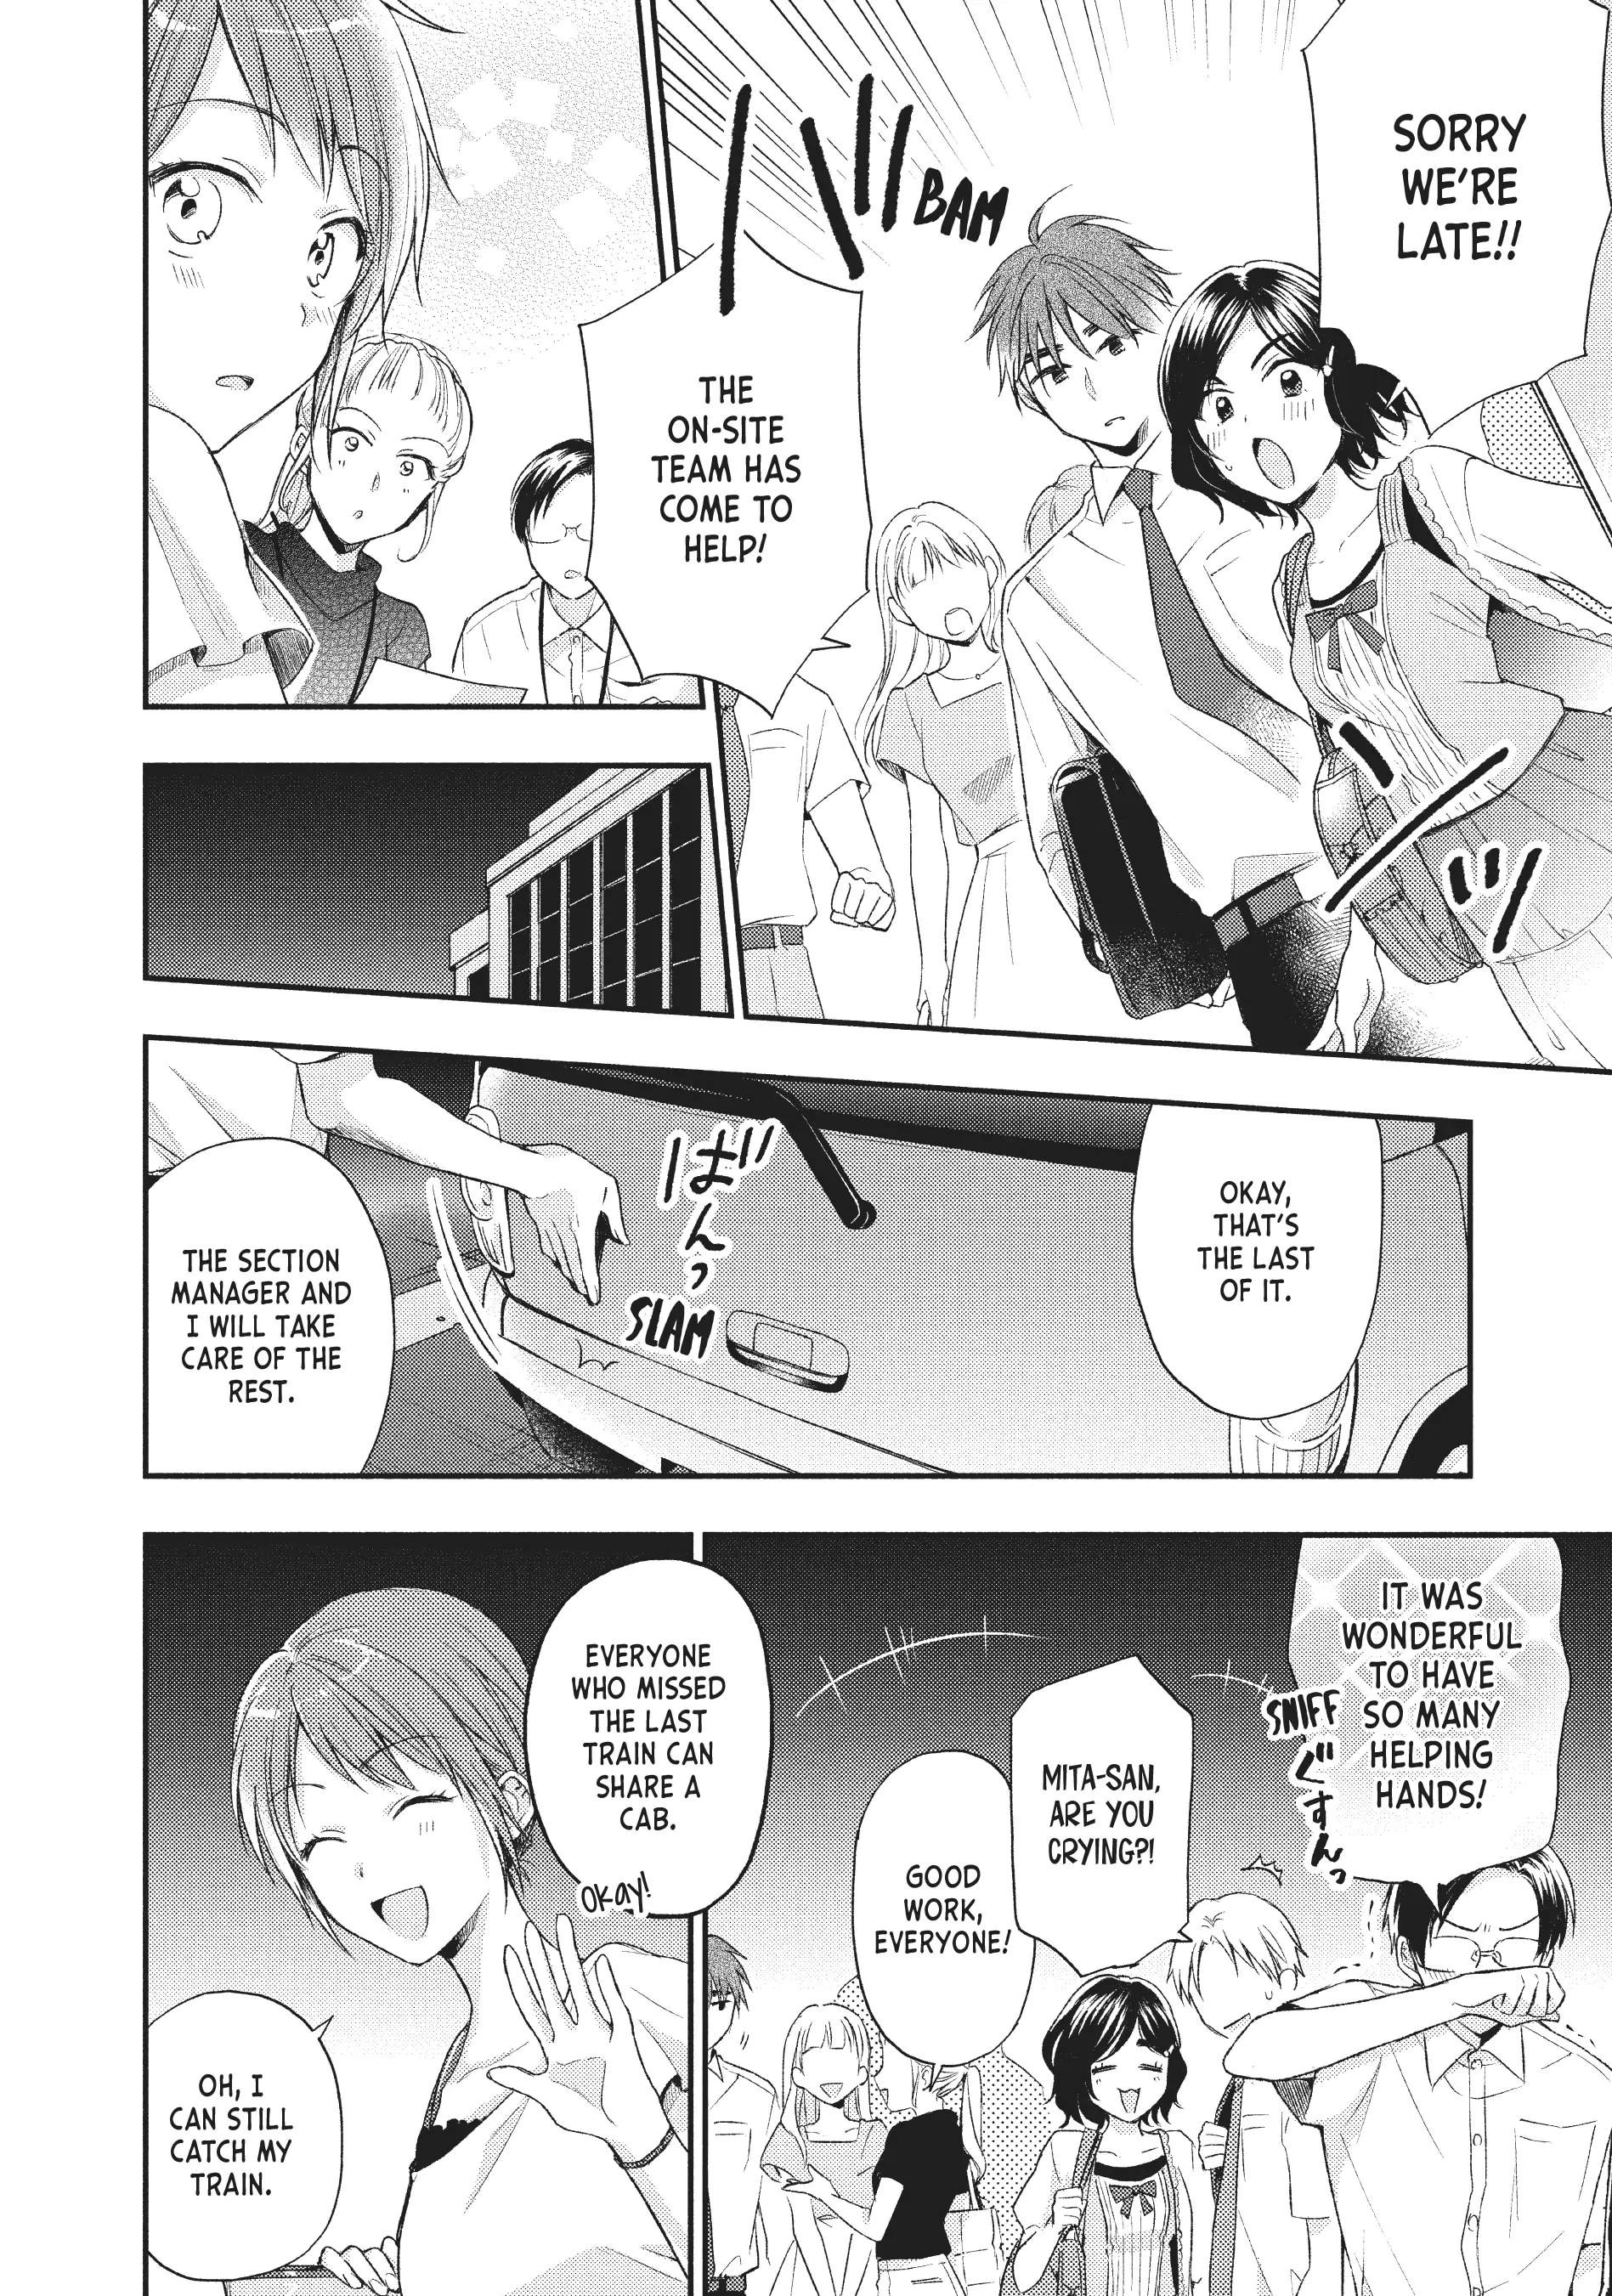 SORRY
WE'RE
LATE!!
バンッ
BAM
THE
ON-SITE
TEAM HAS
COME TO
HELP!
OKAY,
THAT'S
THE LAST
OF IT.
ばんっ
SLAM
THE SECTION
MANAGER AND
I WILL TAKE
CARE OF THE
REST.
IT WAS
WONDERFUL
TO HAVE
SO MANY
HELPING
HANDS!
SNIFF
ぐすんっ
MITA-SAN,
ARE YOU
CRYING?!
GOOD
WORK,
EVERYONE!
EVERYONE
WHO MISSED
THE LAST
TRAIN CAN
SHARE A
CAB.
OKAY!
OH, I
CAN STILL
CATCH MY
TRAIN.